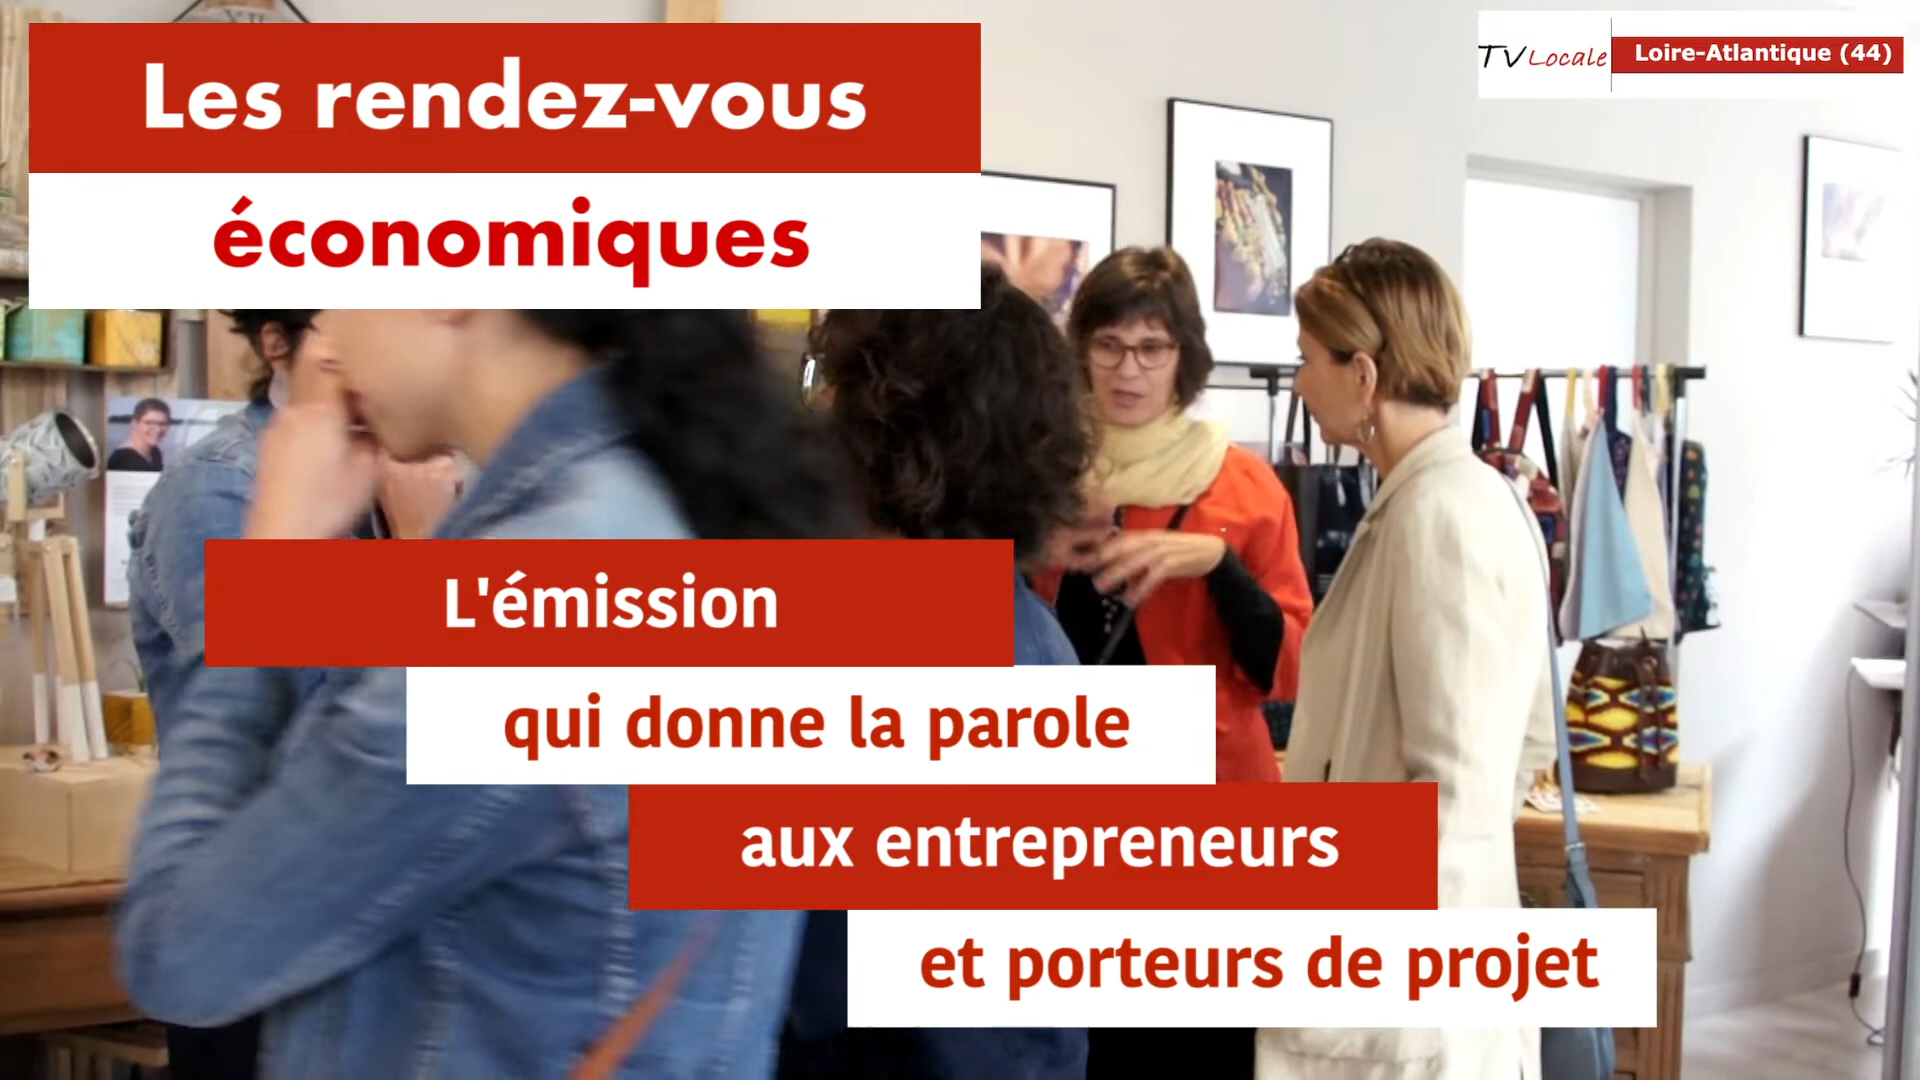 Les rendez-vous
économiques
TV Locale
Loire-Atlantique (44)
L'émission
qui donne la parole
aux entrepreneurs
et porteurs de projet